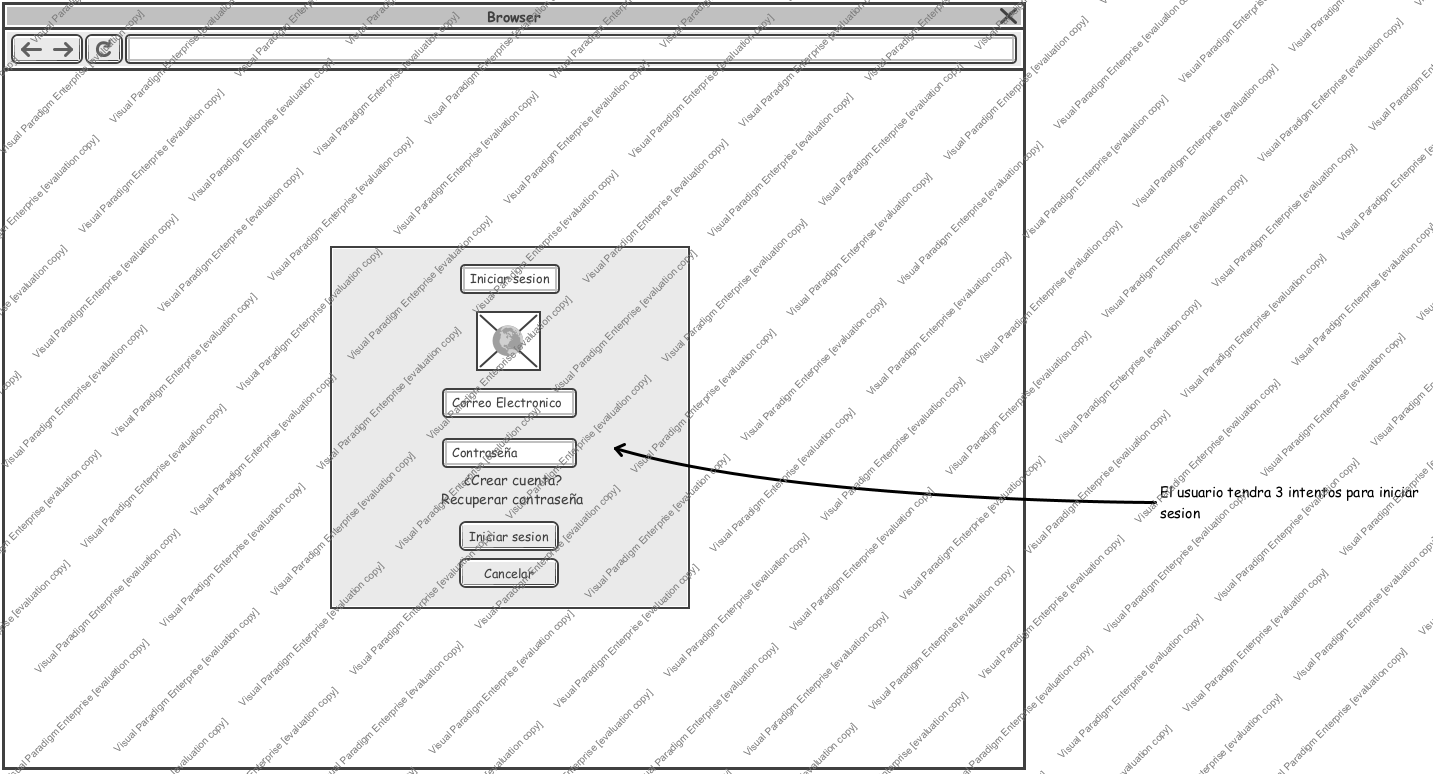 Browser
Iniciar sesion
Correo Electronico
Contraseña
¿Crear cuenta?
Recuperar contraseña
Iniciar sesion
Cancelar
El usuario tendra 3 intentos para iniciar
sesion
Visual Paradigm Enterprise [evaluation copy]